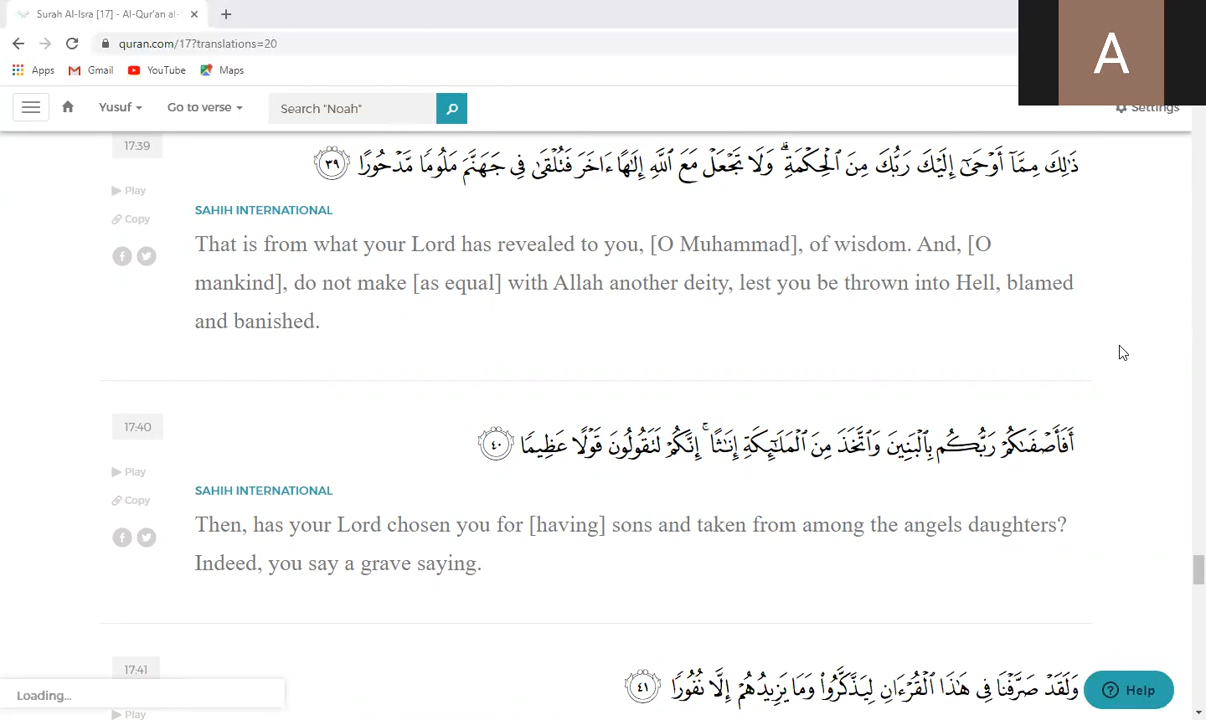 Surah Al-Isra [17] - Al-Qur'an al-
quran.com/17?translations=20
Apps Gmail YouTube Maps
A
Yusuf Go to verse Search "Noah" Settings
17:39
ذَٰلِكَ مِمَّآ أَوْحَىٰٓ إِلَيْكَ رَبُّكَ مِنَ ٱلْحِكْمَةِ ۗ وَلَا تَجْعَلْ مَعَ ٱللَّهِ إِلَـٰهًا ءَاخَرَ فَتُلْقَىٰ فِى جَهَنَّمَ مَلُومًا مَّدْحُورًا ٣٩
Play
Copy
SAHIH INTERNATIONAL
That is from what your Lord has revealed to you, [O Muhammad], of wisdom. And, [O
mankind], do not make [as equal] with Allah another deity, lest you be thrown into Hell, blamed
and banished.
17:40
أَفَأَصْفَىٰكُمْ رَبُّكُم بِٱلْبَنِينَ وَٱتَّخَذَ مِنَ ٱلْمَلَـٰٓئِكَةِ إِنَـٰثًا ۚ إِنَّكُمْ لَتَقُولُونَ قَوْلًا عَظِيمًا ٤٠
Play
Copy
SAHIH INTERNATIONAL
Then, has your Lord chosen you for [having] sons and taken from among the angels daughters?
Indeed, you say a grave saying.
17:41
وَلَقَدْ صَرَّفْنَا فِى هَـٰذَا ٱلْقُرْءَانِ لِيَذَّكَّرُوا۟ وَمَا يَزِيدُهُمْ إِلَّا نُفُورًا ٤١
Play
Loading...
Help